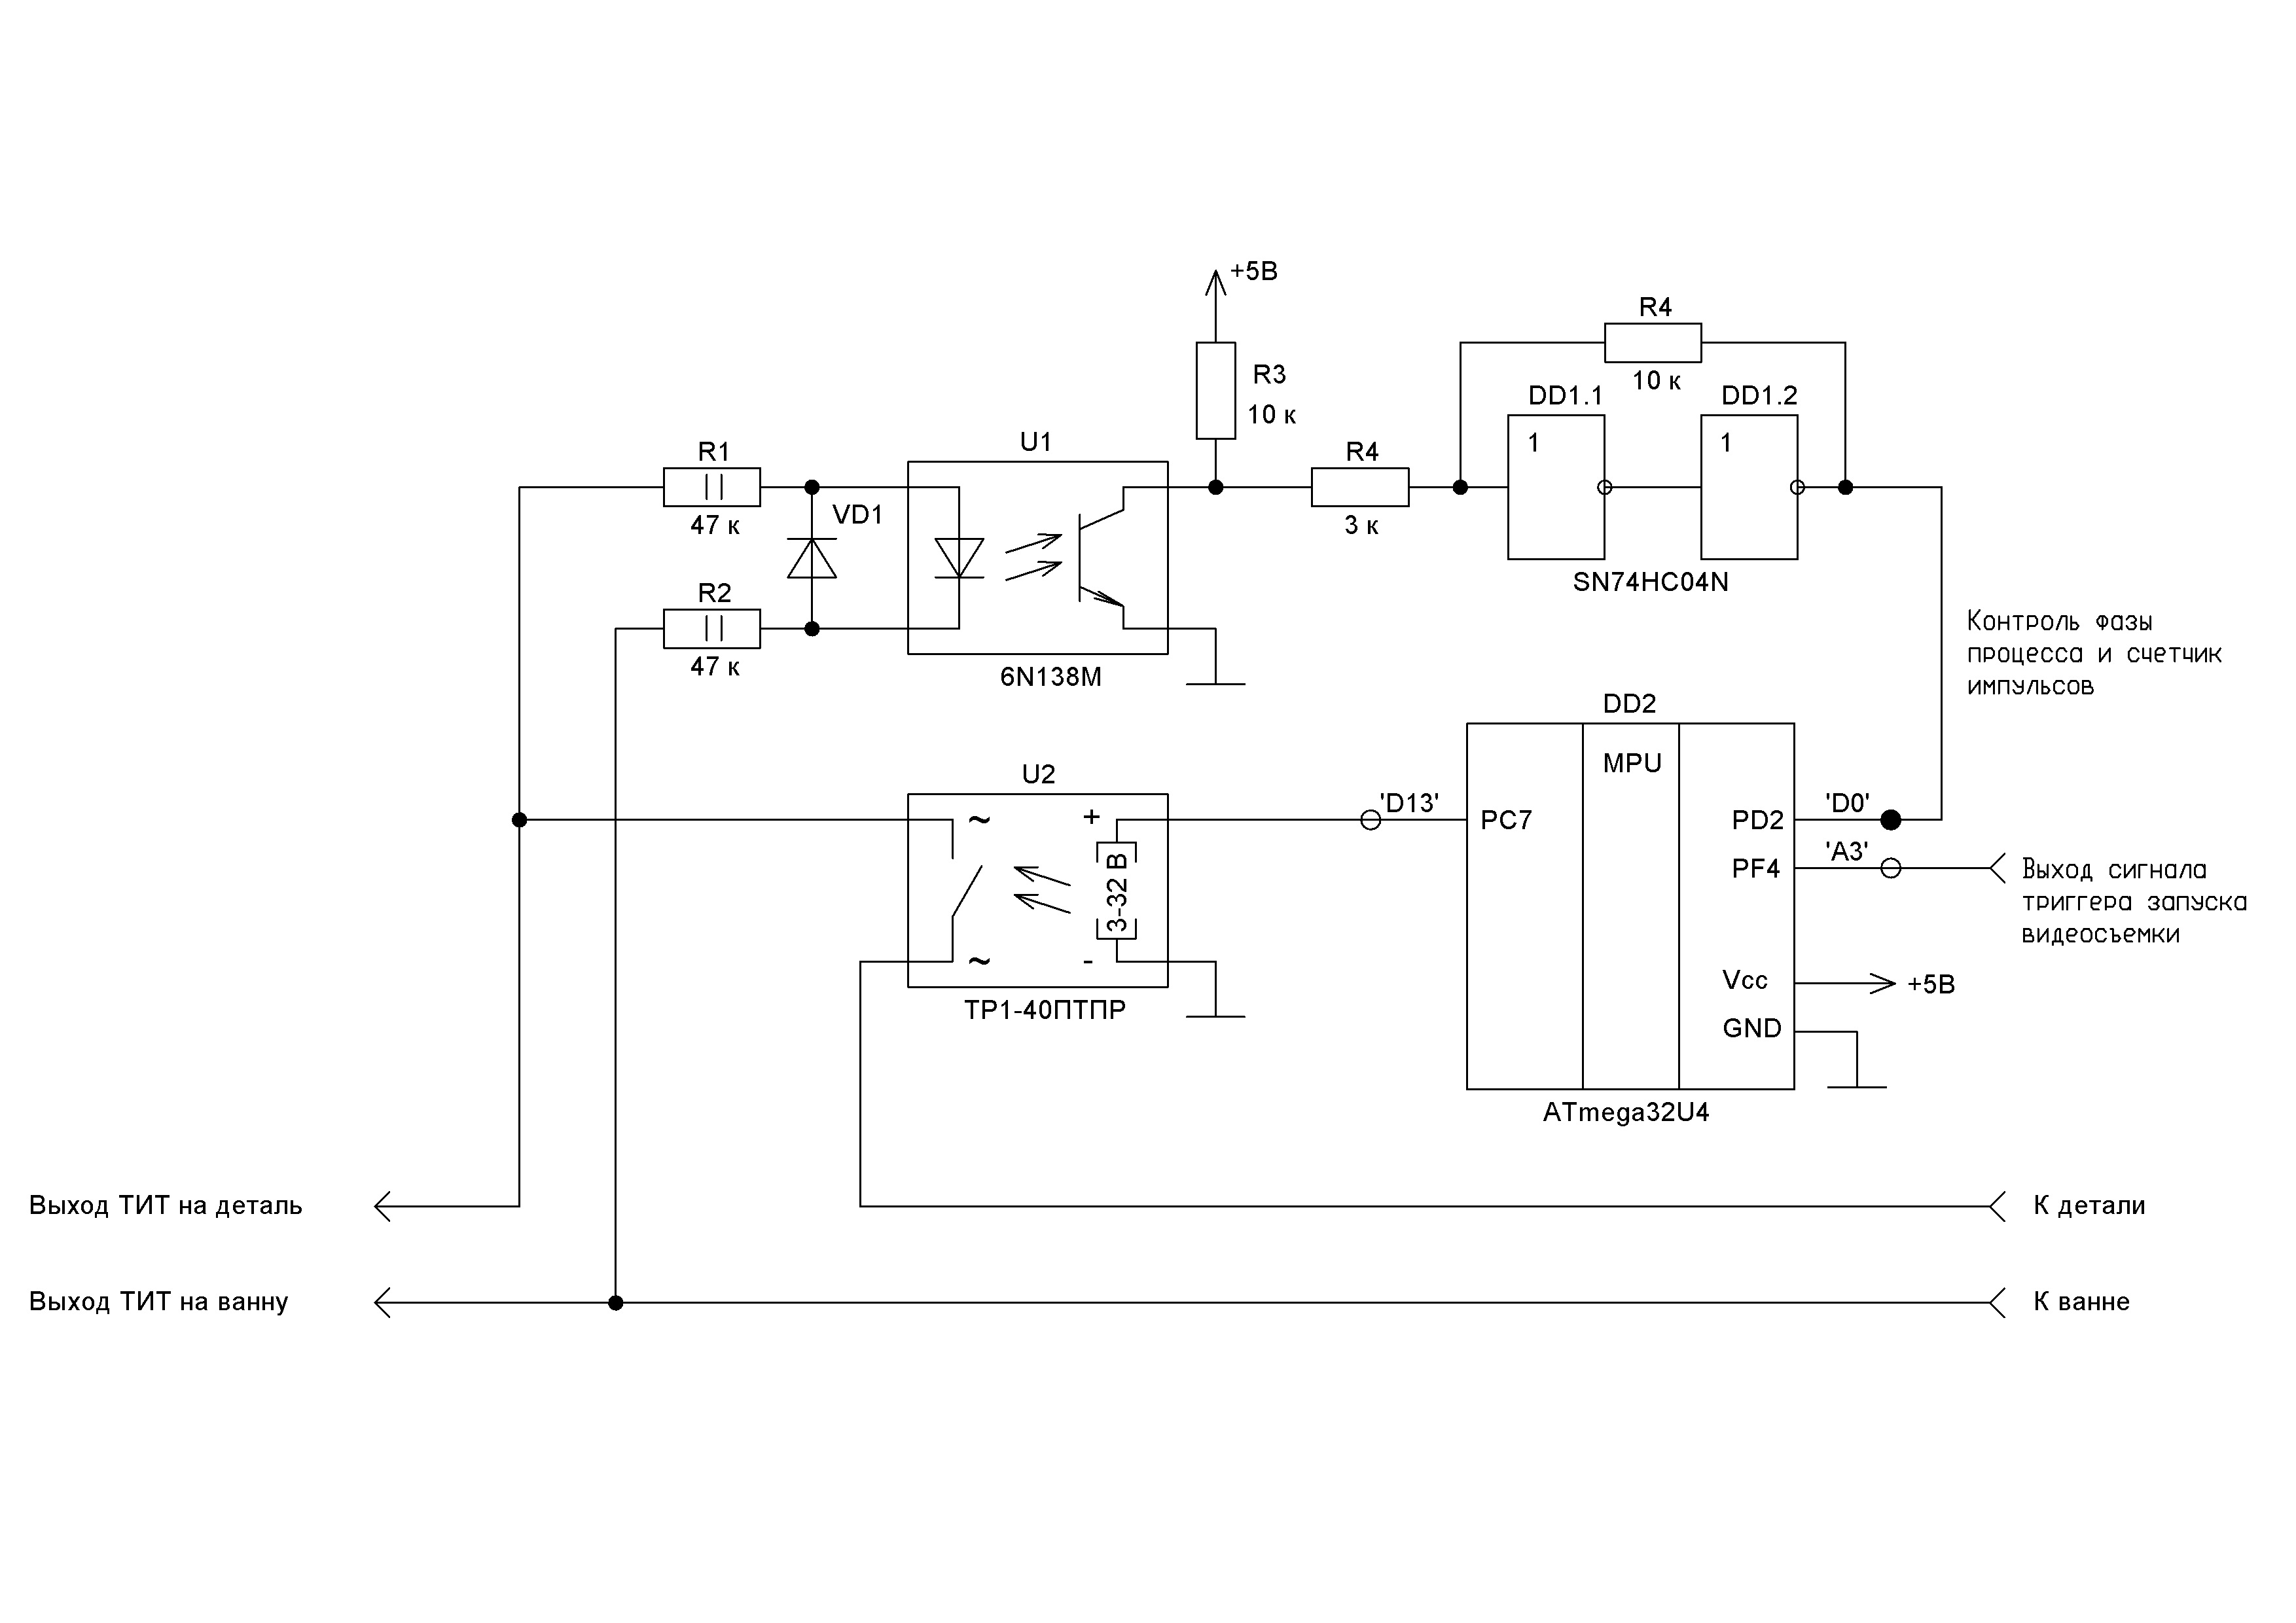 +5В
R4
10 к
R3
10 к
DD1.1
DD1.2
1
1
R1
47 к
VD1
U1
R4
3 к
SN74HC04N
R2
47 к
6N138M
Контроль фазы
процесса и счетчик
импульсов
DD2
MPU
U2
~
+
3-32 В
~
-
ТР1-40ПТПР
'D13'
PC7
PD2
'D0'
PF4
'A3'
Выход сигнала
триггера запуска
видеосъемки
Vcc
+5В
GND
ATmega32U4
Выход ТИТ на деталь
К детали
Выход ТИТ на ванну
К ванне